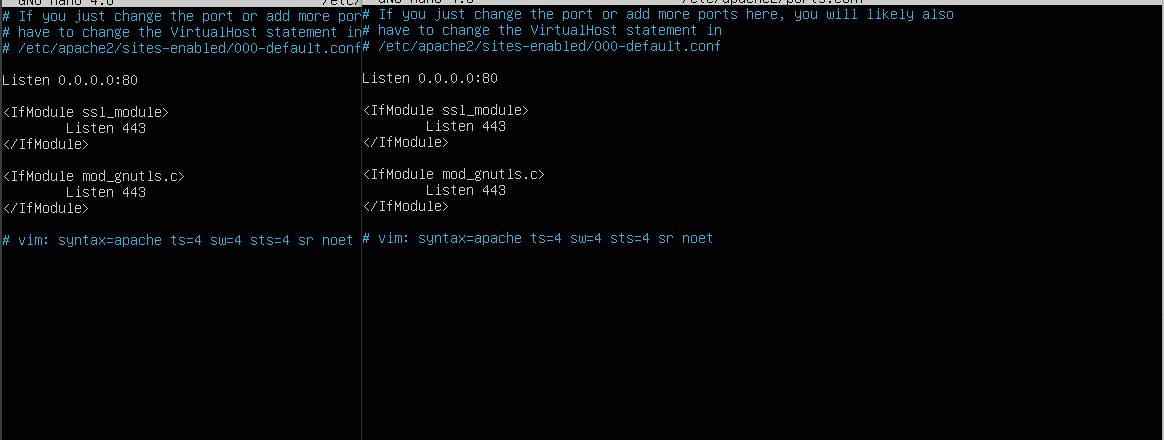 GNU nano 4.8 /etc/
# If you just change the port or add more por
# have to change the VirtualHost statement in
# /etc/apache2/sites-enabled/000-default.conf
Listen 0.0.0.0:80
<IfModule ssl_module>
Listen 443
</IfModule>
<IfModule mod_gnutls.c>
Listen 443
</IfModule>
# vim: syntax=apache ts=4 sw=4 sts=4 sr noet
GNU nano 4.8 /etc/apache2/ports.conf
# If you just change the port or add more ports here, you will likely also
# have to change the VirtualHost statement in
# /etc/apache2/sites-enabled/000-default.conf
Listen 0.0.0.0:80
<IfModule ssl_module>
Listen 443
</IfModule>
<IfModule mod_gnutls.c>
Listen 443
</IfModule>
# vim: syntax=apache ts=4 sw=4 sts=4 sr noet